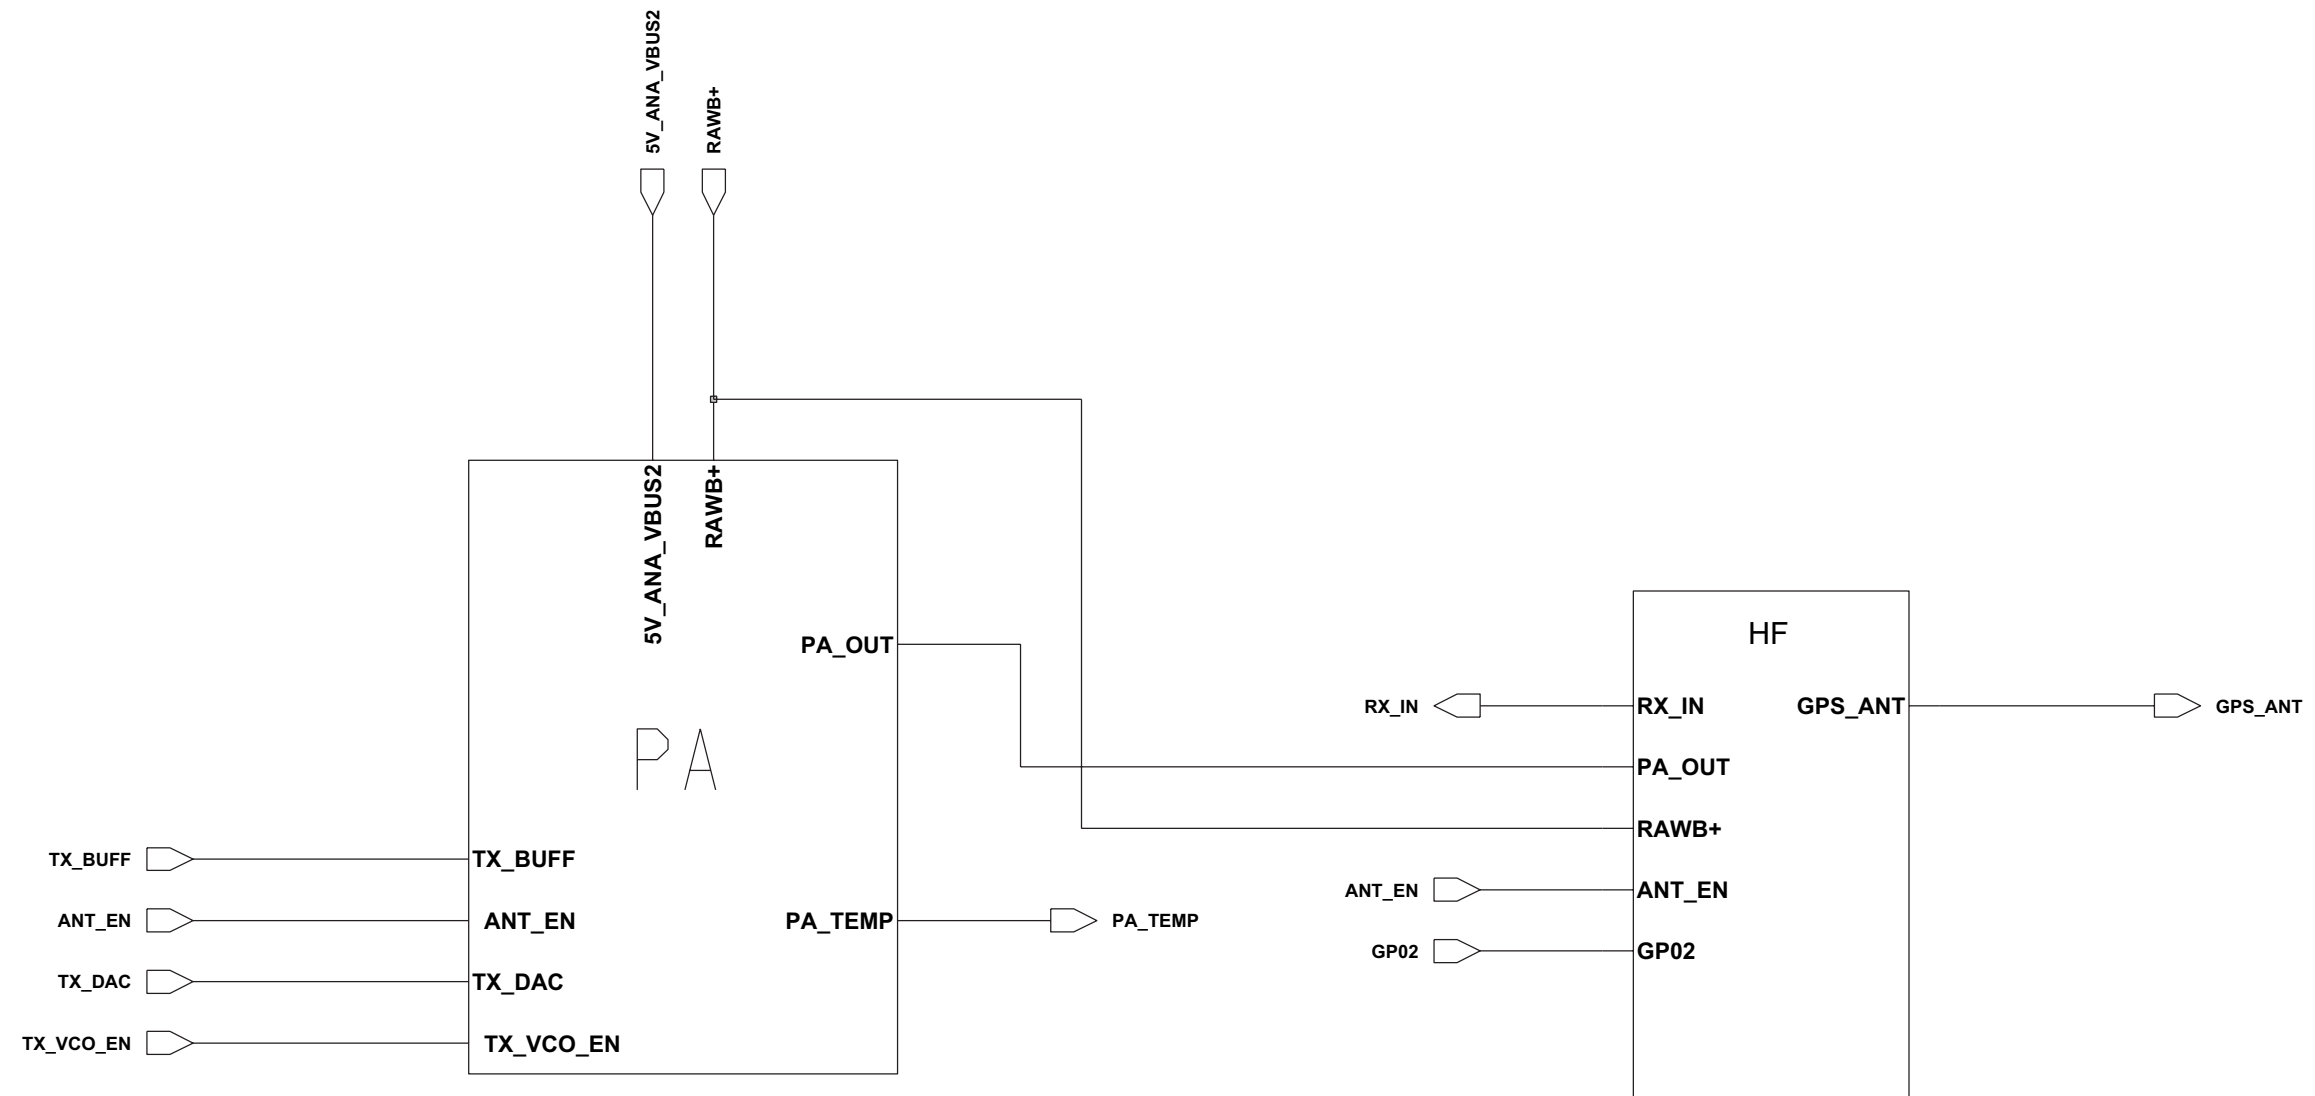 5V_ANA_VBUS2
RAWB+
5V_ANA_VBUS2
RAWB+
PA_OUT
PA
TX_BUFF
TX_BUFF
ANT_EN
ANT_EN
PA_TEMP
PA_TEMP
TX_DAC
TX_DAC
TX_VCO_EN
TX_VCO_EN
HF
RX_IN
RX_IN
GPS_ANT
GPS_ANT
PA_OUT
RAWB+
ANT_EN
ANT_EN
GP02
GP02